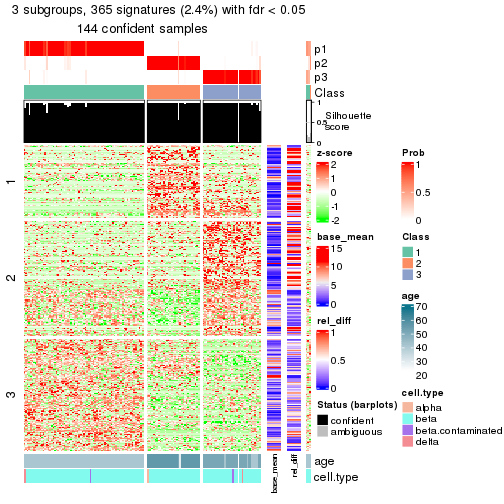 3 subgroups, 365 signatures (2.4%) with fdr < 0.05
144 confident samples
p1
p2
p3
Class
1
0.5
0
Silhouette
score
1
2
3
z-score
2
1
0
-1
-2
Prob
1
0.5
0
base_mean
15
10
5
0
Class
1
2
3
rel_diff
1
0.5
0
age
70
60
50
40
30
20
Status (barplots)
confident
ambiguous
cell.type
alpha
beta
beta.contaminated
delta
age
cell.type
base_mean
rel_diff